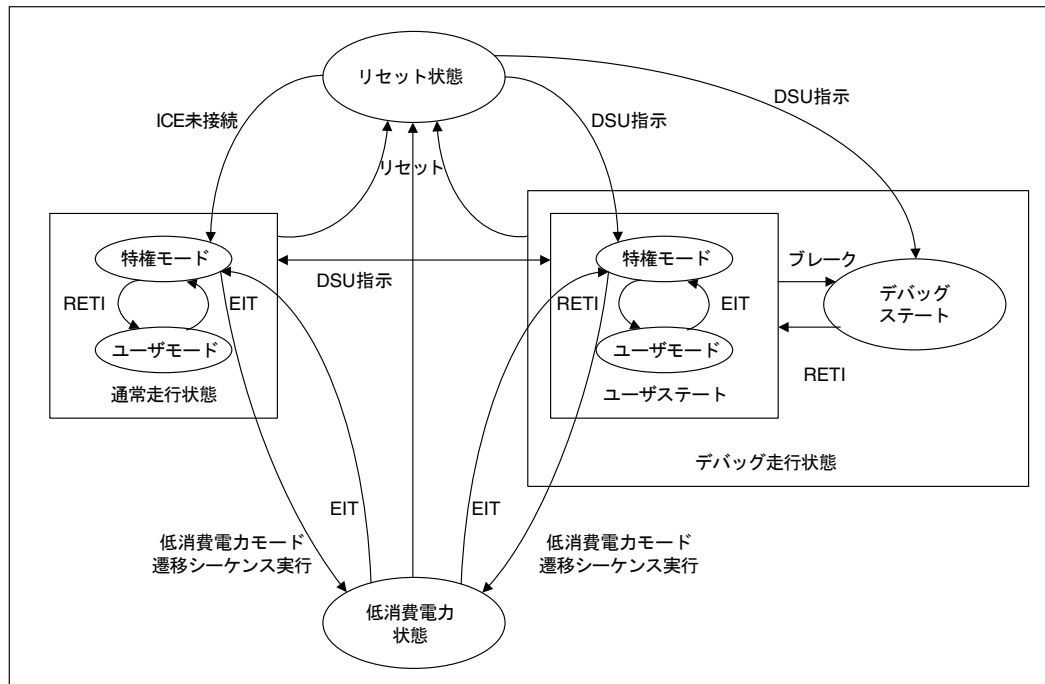 リセット状態
DSU指示
ICE未接続
DSU指示
リセット
特権モード
RETI
EIT
ユーザモード
通常走行状態
DSU指示
特権モード
RETI
EIT
ユーザモード
ユーザステート
ブレーク
デバッグ
ステート
RETI
デバッグ走行状態
EIT
EIT
低消費電力モード
遷移シーケンス実行
低消費電力モード
遷移シーケンス実行
低消費電力
状態